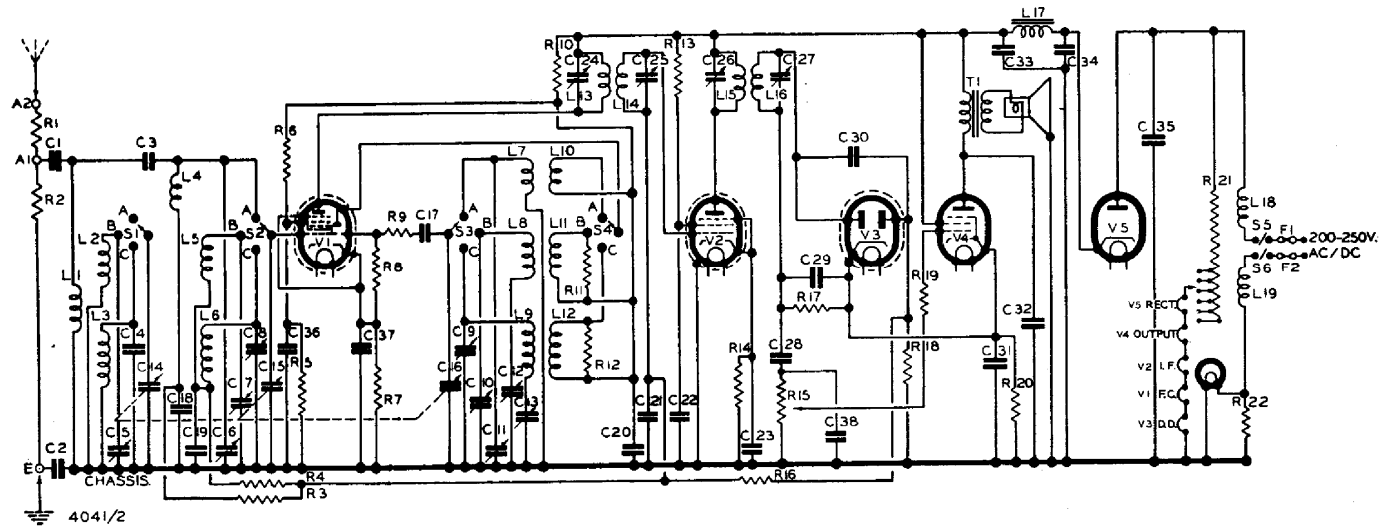 L17
R10
C24
C25
R13
C26
C27
C33
C34
L13
L14
L15
L16
T1
A2
R1
C1
C3
R6
C30
C35
R21
A1
L4
L7
L10
R2
L18
A
B
S1
C
A
B
S2
C
V1
R9
C17
A
B
S3
C
L8
L11
A
S4
C
V2
V3
V4
V5
S5
F1
200-250V.
AC/DC
S6
F2
L2
L5
R8
C29
R19
L19
L1
R11
R17
V5 RECT.
L3
L6
L9
L12
C32
C4
C8
C36
C37
C9
V4 OUTPUT
R5
R14
C28
R18
C31
C14
C15
C16
C12
R12
V2 I.F.
C7
R7
C10
C13
R15
R20
V1 F.C.
R22
C18
C21
C22
C38
V3 D.D.
C5
C19
C6
C11
C20
C23
E
C2
CHASSIS.
R4
R3
R16
4041/2